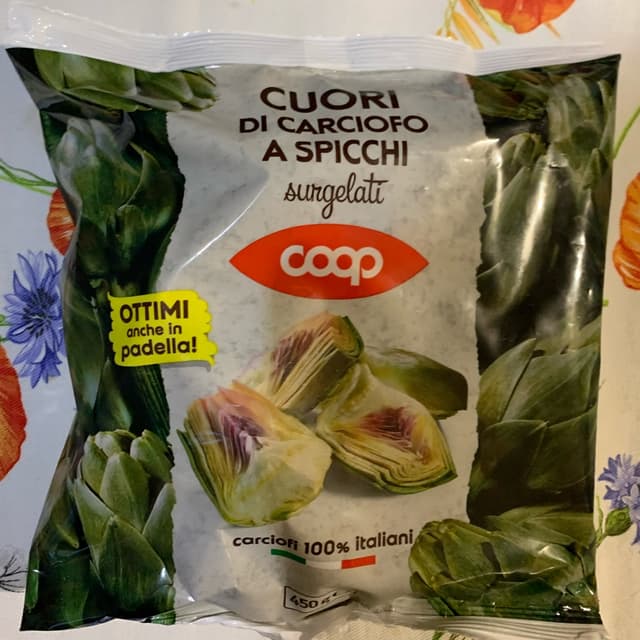 CUORI
DI CARCIOFO
A SPICCHI
surgelati
coop
OTTIMI
anche in
padella!
carciofi 100% italiani
450 g